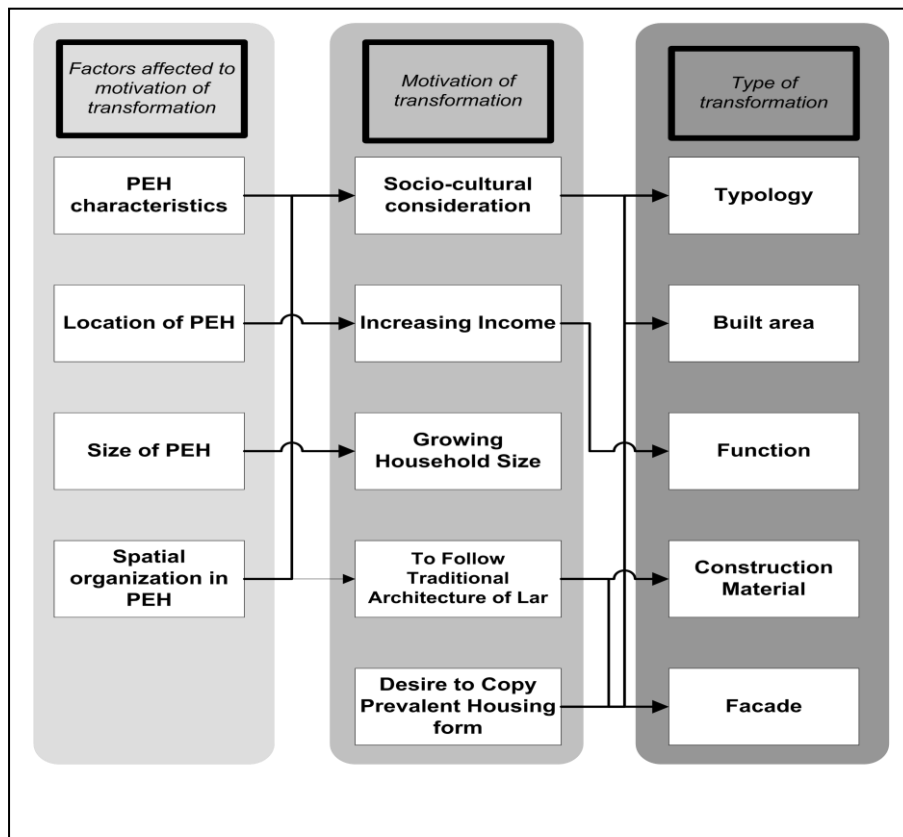 Factors affected to
motivation of
transformation
PEH
characteristics
Location of PEH
Size of PEH
Spatial
organization in
PEH
Motivation of
transformation
Socio-cultural
consideration
Increasing Income
Growing
Household Size
To Follow
Traditional
Architecture of Lar
Desire to Copy
Prevalent Housing
form
Type of
transformation
Typology
Built area
Function
Construction
Material
Facade